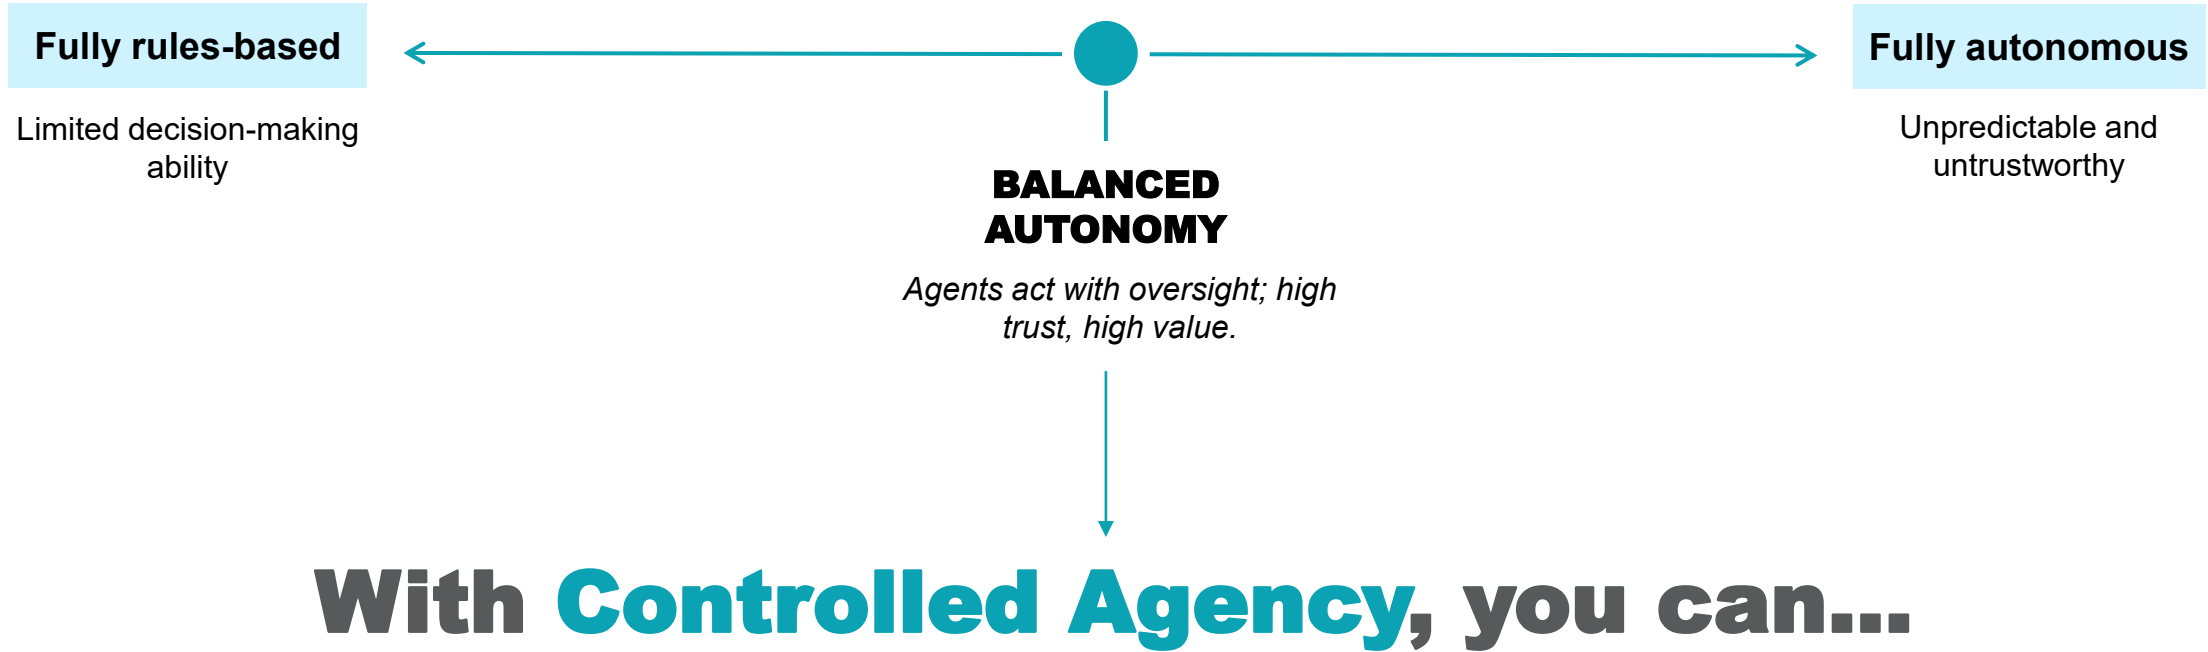 Fully rules-based
Limited decision-making
ability
BALANCED
AUTONOMY
Agents act with oversight; high
trust, high value.
Fully autonomous
Unpredictable and
untrustworthy
With Controlled Agency, you can...